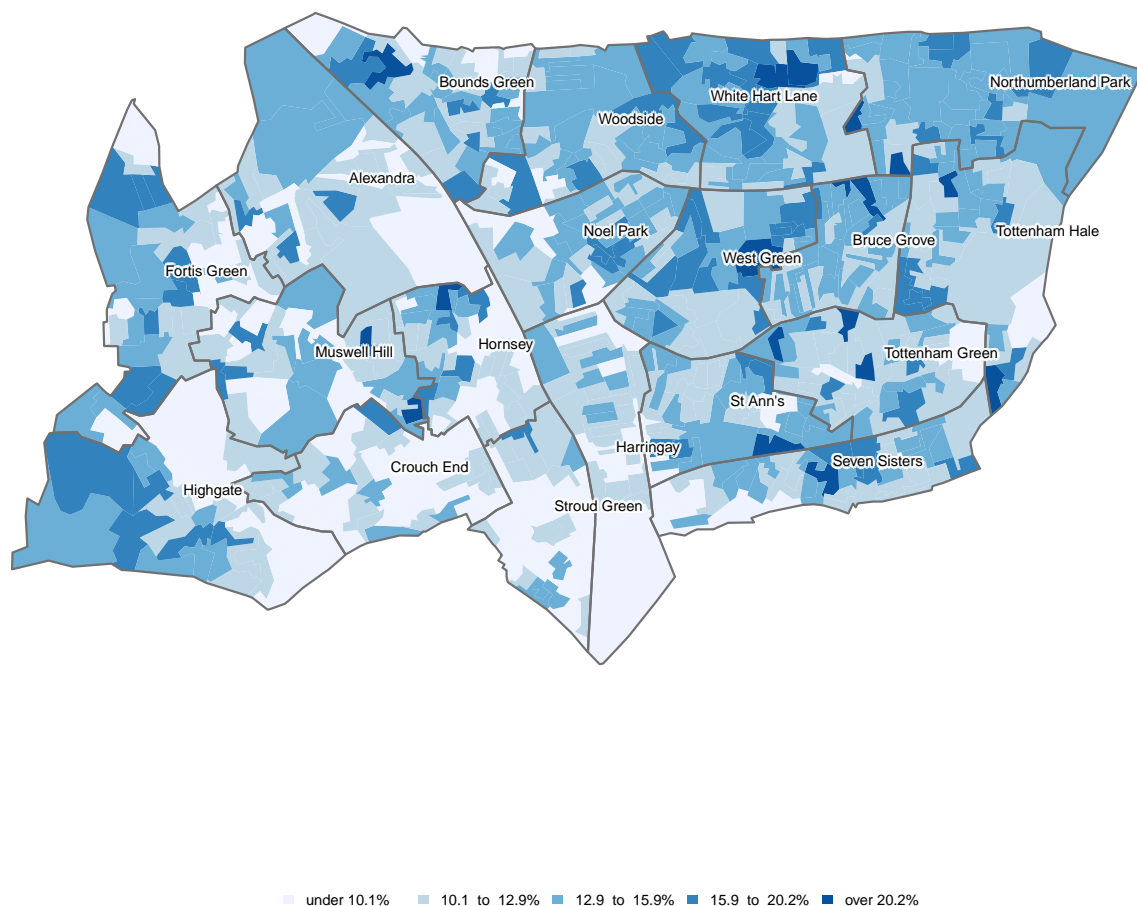 Bounds Green
Northumberland Park
White Hart Lane
Woodside
Alexandra
Noel Park
Tottenham Hale
Bruce Grove
West Green
Fortis Green
Hornsey
Muswell Hill
Tottenham Green
St Ann's
Harringay
Seven Sisters
Crouch End
Highgate
Stroud Green
under 10.1% 10.1 to 12.9% 12.9 to 15.9% 15.9 to 20.2% over 20.2%